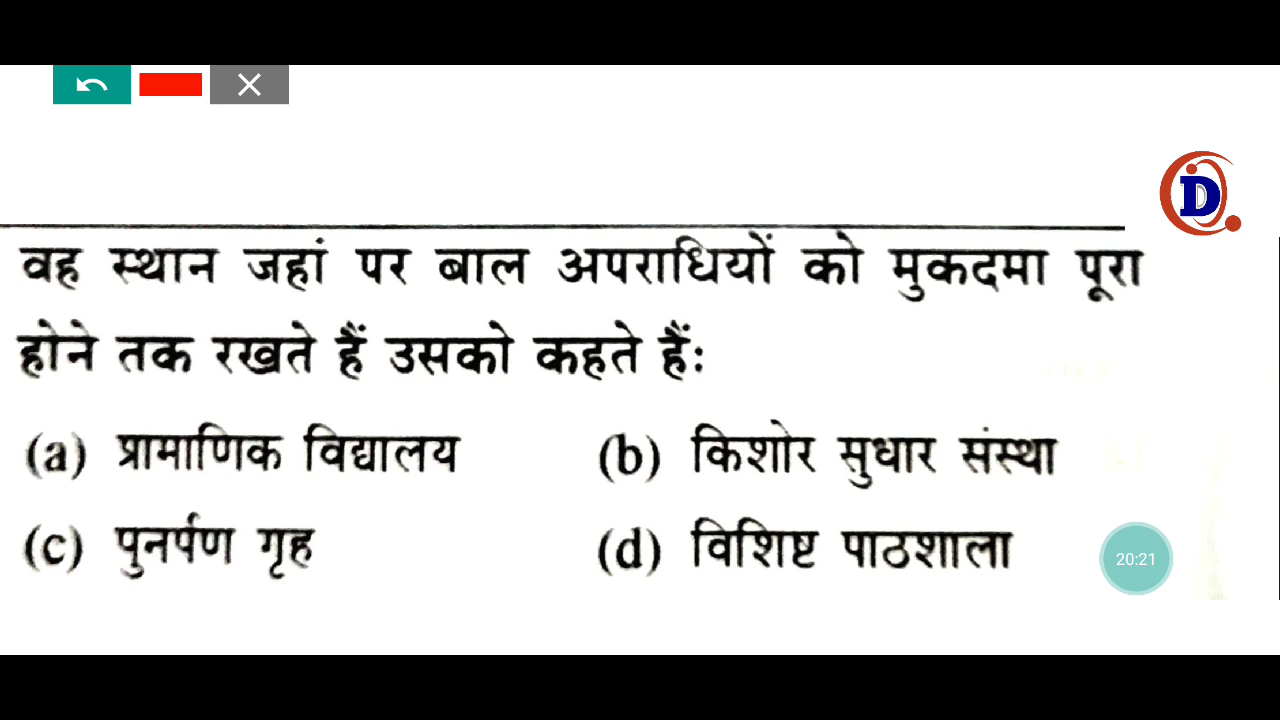 D
वह स्थान जहां पर बाल अपराधियों को मुकदमा पूरा
होने तक रखते हैं उसको कहते हैं:
(a) प्रामाणिक विद्यालय (b) किशोर सुधार संस्था
(c) पुनर्पण गृह (d) विशिष्ट पाठशाला
20:21